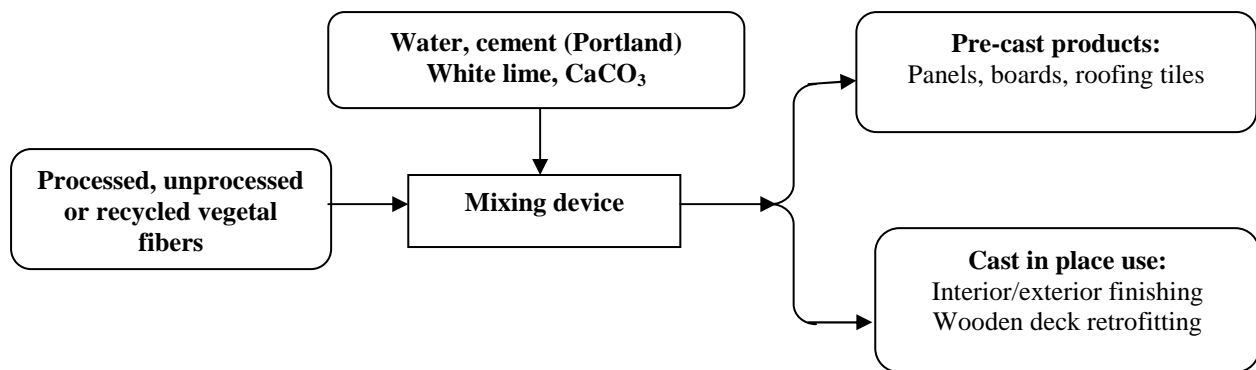 Water, cement (Portland)
White lime, CaCO₃
Pre-cast products:
Panels, boards, roofing tiles
Processed, unprocessed
or recycled vegetal
fibers
Mixing device
Cast in place use:
Interior/exterior finishing
Wooden deck retrofitting